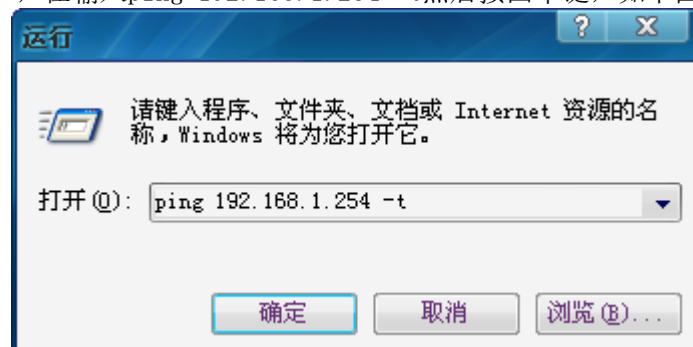 运行
请键入程序、文件夹、文档或 Internet 资源的名
称，Windows 将为您打开它。
打开(O): ping 192.168.1.254 -t
确定 取消 浏览(B)...